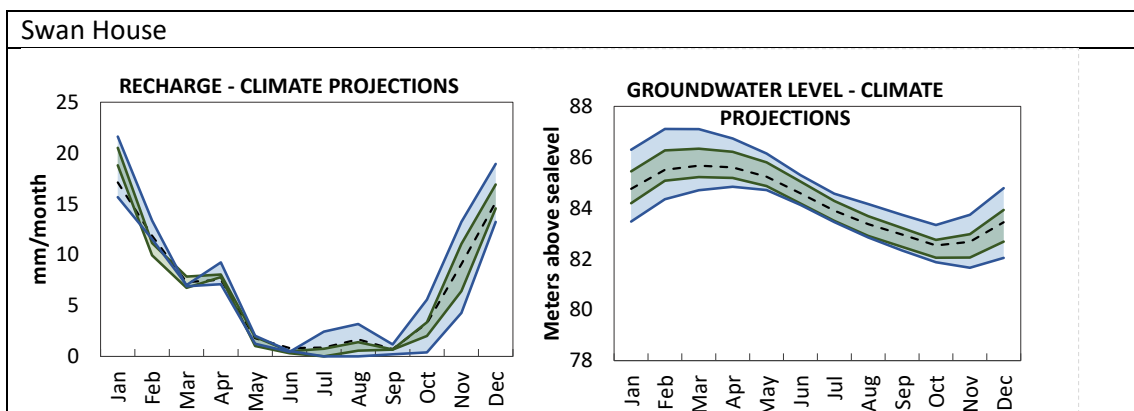 Swan House
RECHARGE - CLIMATE PROJECTIONS
25
20
15
10
5
0
mm/month
Jan
Feb
Mar
Apr
May
Jun
Jul
Aug
Sep
Oct
Nov
Dec
GROUNDWATER LEVEL - CLIMATE
PROJECTIONS
88
86
84
82
80
78
Meters above sealevel
Jan
Feb
Mar
Apr
May
Jun
Jul
Aug
Sep
Oct
Nov
Dec